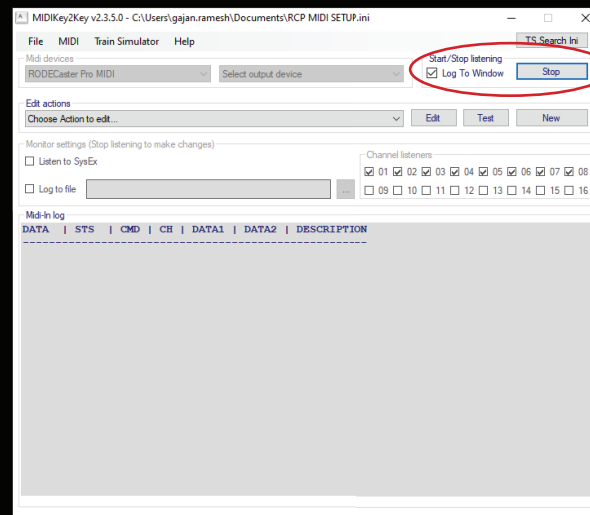 MIDIKey2Key v2.3.5.0 - C:\Users\gajan.ramesh\Documents\RCP MIDI SETUP.ini
File MIDI Train Simulator Help TS Search Ini
Midi devices Start/Stop listening
RODECaster Pro MIDI Select output device Log To Window Stop
Edit actions
Choose Action to edit... Edit Test New
Monitor settings (Stop listening to make changes)
Channel listeners
Listen to SysEx
01 02 03 04 05 06 07 08
Log to file ... 09 10 11 12 13 14 15 16
Midi-In log
DATA | STS | CMD | CH | DATA1 | DATA2 | DESCRIPTION
-----------------------------------------------------------